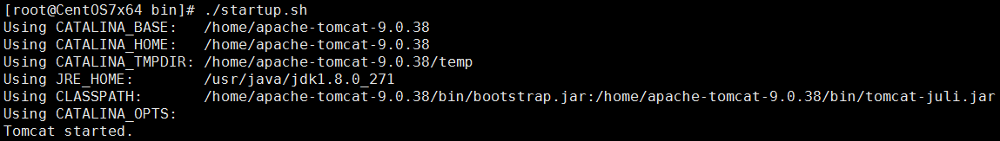 [root@CentOS7x64 bin]# ./startup.sh
Using CATALINA_BASE:   /home/apache-tomcat-9.0.38
Using CATALINA_HOME:   /home/apache-tomcat-9.0.38
Using CATALINA_TMPDIR: /home/apache-tomcat-9.0.38/temp
Using JRE_HOME:        /usr/java/jdk1.8.0_271
Using CLASSPATH:       /home/apache-tomcat-9.0.38/bin/bootstrap.jar:/home/apache-tomcat-9.0.38/bin/tomcat-juli.jar
Using CATALINA_OPTS:
Tomcat started.